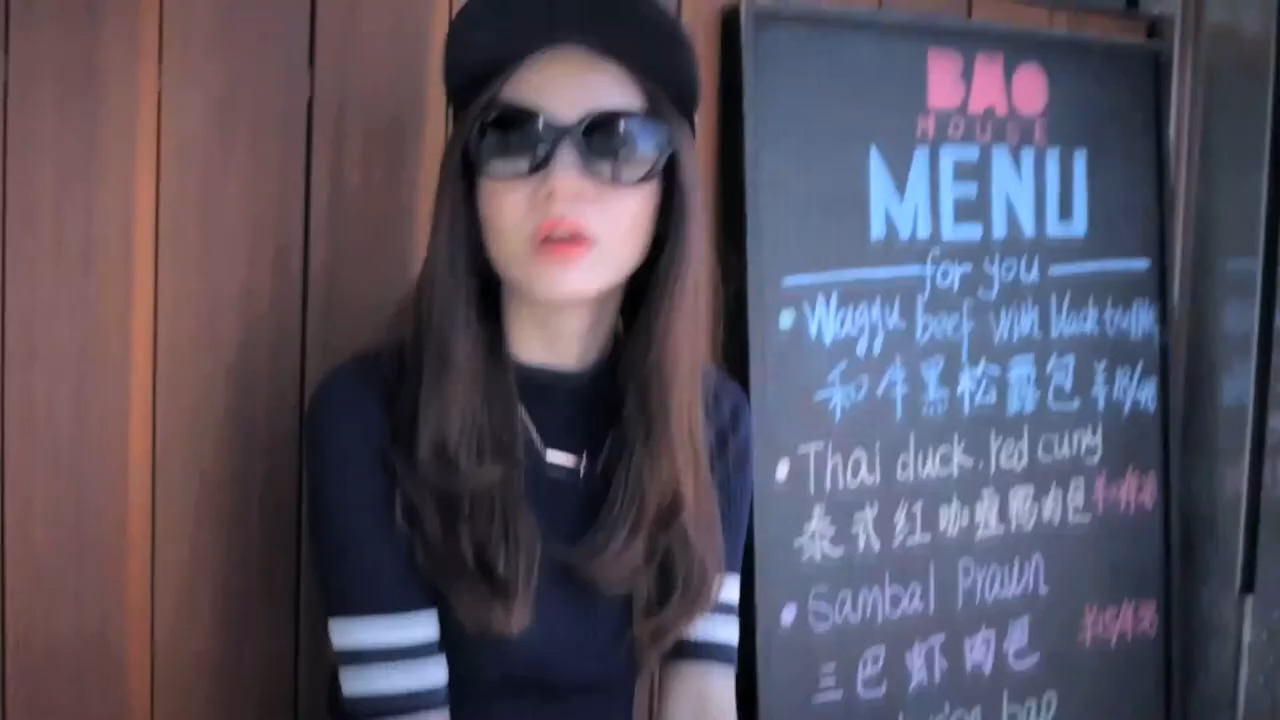 BAO
HOUSE
MENU
for you
Waggu beef with black truffle
和牛黑松露包
Thai duck, red curry
泰式红咖喱鸭肉包
Sambal Prawn
三巴虾肉包
bao